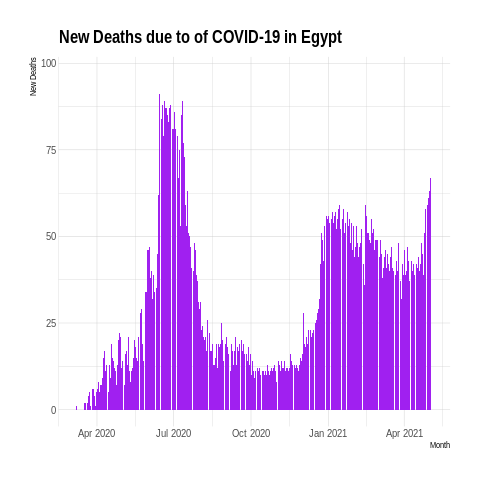 New Deaths due to of COVID-19 in Egypt
New Deaths
100
75
50
25
0
Apr 2020 Jul 2020 Oct 2020 Jan 2021 Apr 2021
Month